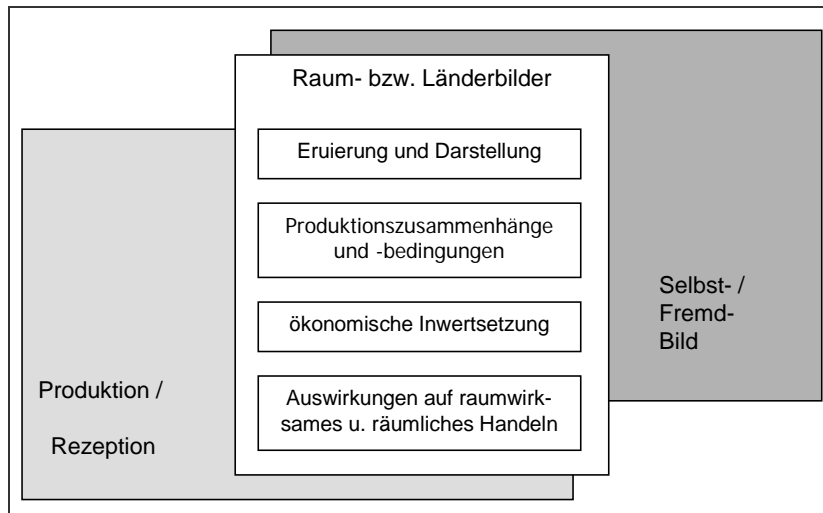 Raum- bzw. Länderbilder
Eruierung und Darstellung
Produktionszusammenhänge
und -bedingungen
ökonomische Inwertsetzung
Auswirkungen auf raumwirk-
sames u. räumliches Handeln
Selbst- /
Fremd-
Bild
Produktion /
Rezeption